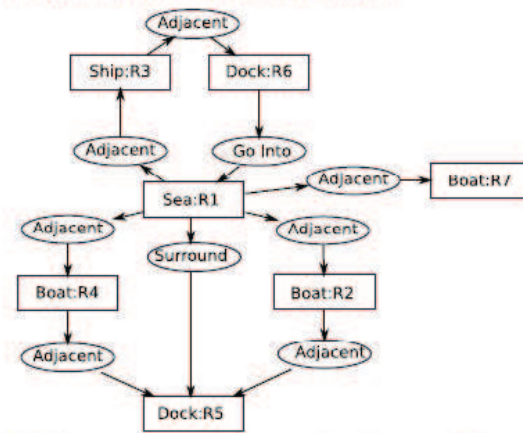 Adjacent
Ship:R3
Dock:R6
Adjacent
Go Into
Adjacent
Boat:R7
Sea:R1
Adjacent
Surround
Adjacent
Boat:R4
Boat:R2
Adjacent
Adjacent
Dock:R5